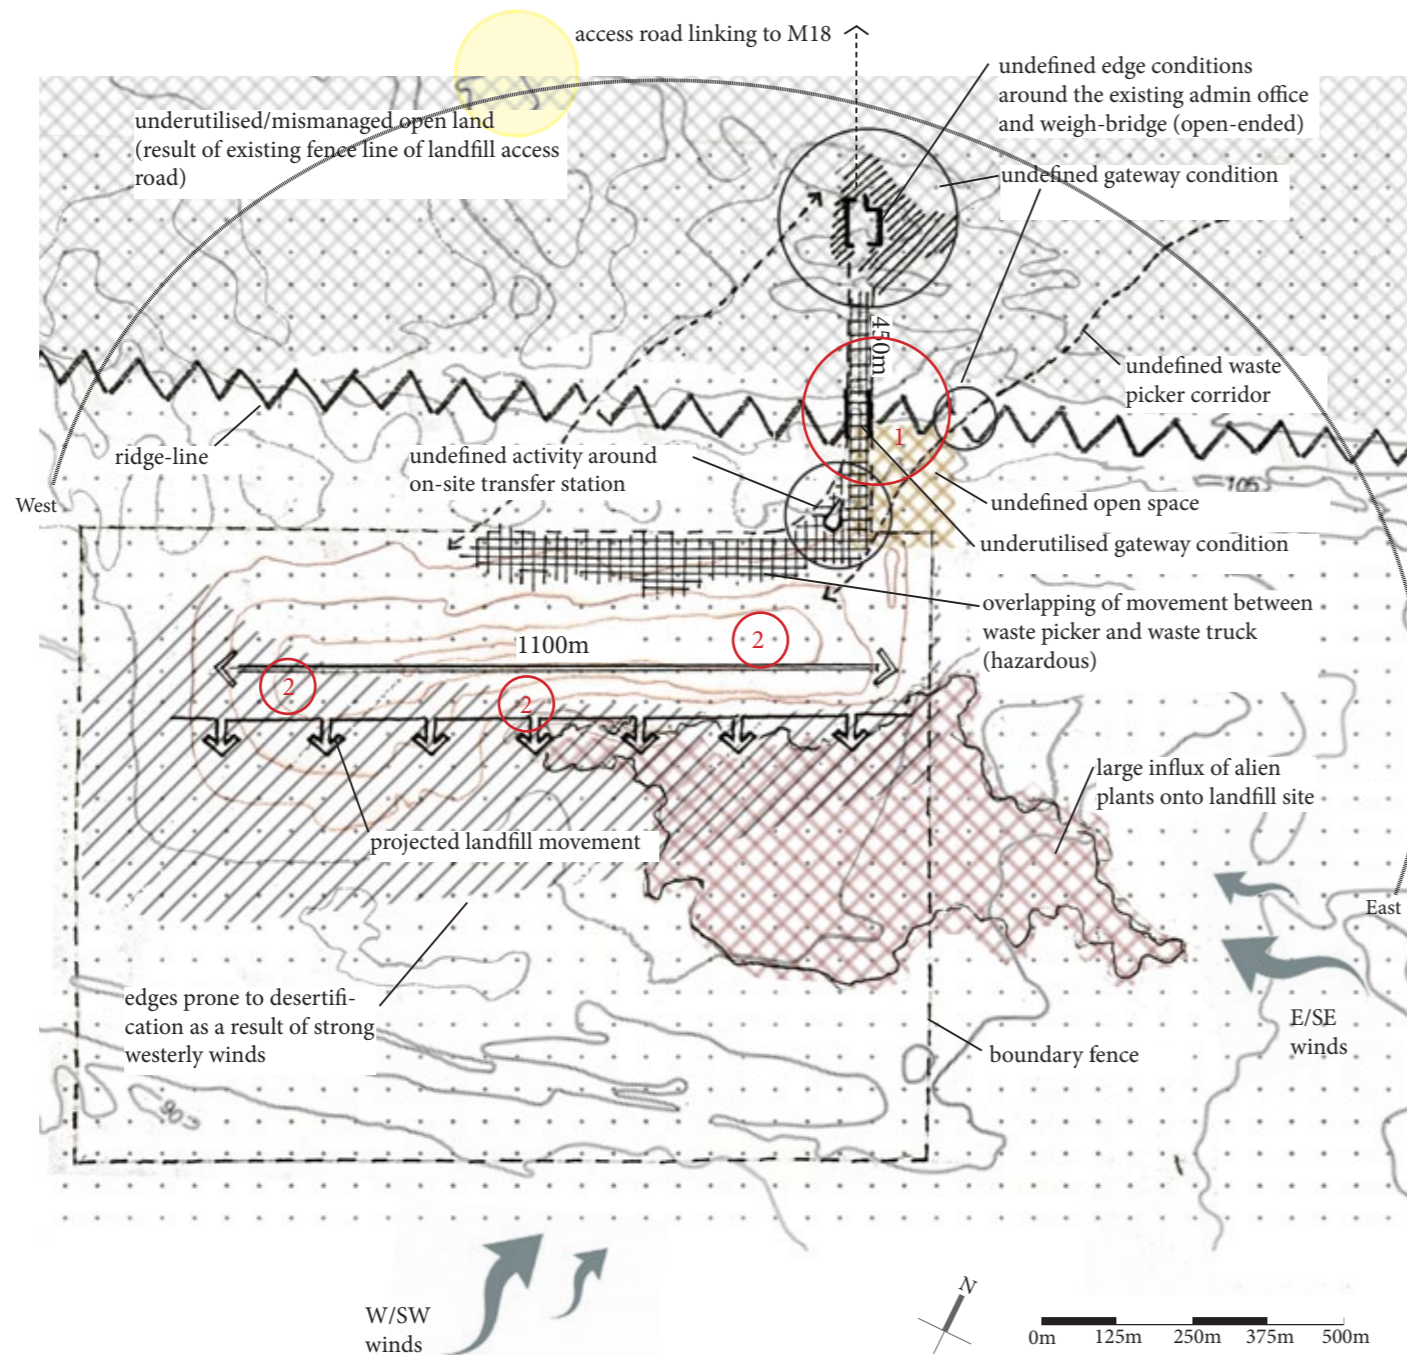 access road linking to M18
undefined edge conditions
around the existing admin office
and weigh-bridge (open-ended)
underutilised/mismanaged open land
(result of existing fence line of landfill access
road)
undefined gateway condition
450m
undefined waste
picker corridor
1
ridge-line
undefined activity around
on-site transfer station
105
West
undefined open space
underutilised gateway condition
overlapping of movement between
waste picker and waste truck
(hazardous)
1100m
2
2
2
large influx of alien
plants onto landfill site
projected landfill movement
East
edges prone to desertifi-
cation as a result of strong
westerly winds
E/SE
winds
boundary fence
90
W/SW
winds
N
0m 125m 250m 375m 500m